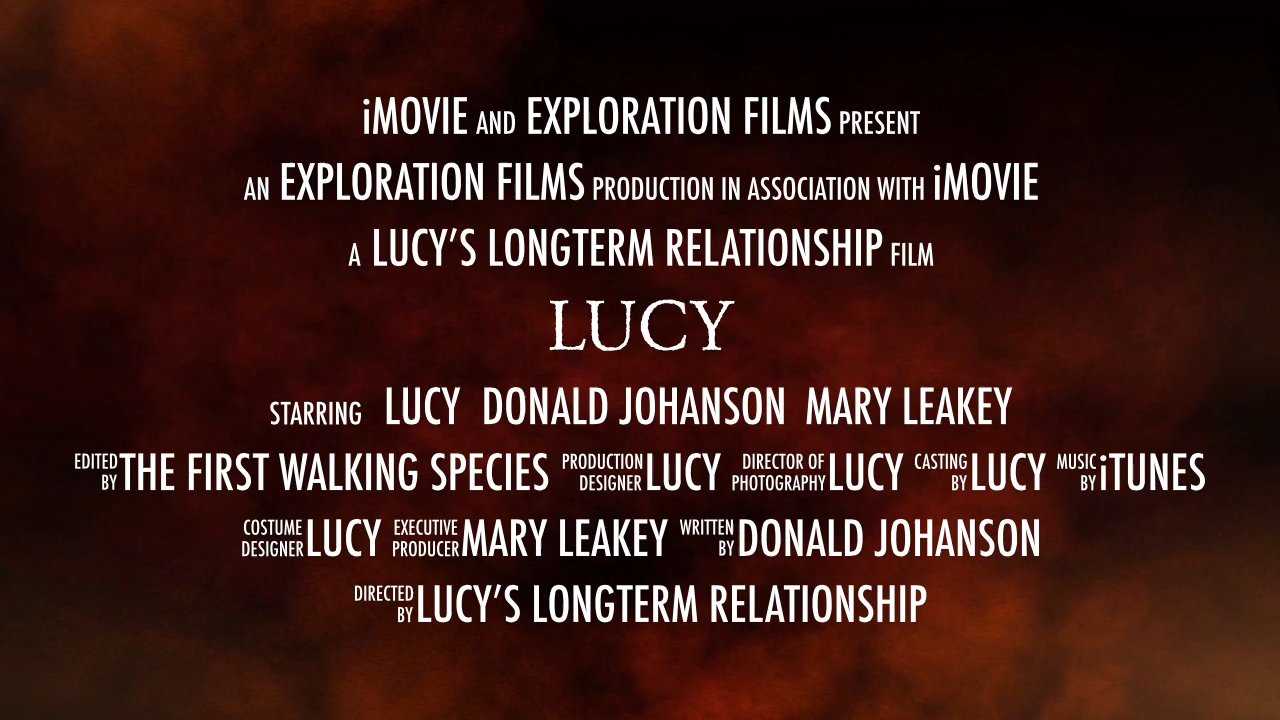 iMOVIE AND EXPLORATION FILMS PRESENT
AN EXPLORATION FILMS PRODUCTION IN ASSOCIATION WITH iMOVIE
A LUCY'S LONGTERM RELATIONSHIP FILM
LUCY
STARRING LUCY DONALD JOHANSON MARY LEAKEY
EDITED BY THE FIRST WALKING SPECIES PRODUCTION DESIGNER LUCY DIRECTOR OF PHOTOGRAPHY LUCY CASTING BY LUCY MUSIC BY iTUNES
COSTUME DESIGNER LUCY EXECUTIVE PRODUCER MARY LEAKEY WRITTEN BY DONALD JOHANSON
DIRECTED BY LUCY'S LONGTERM RELATIONSHIP